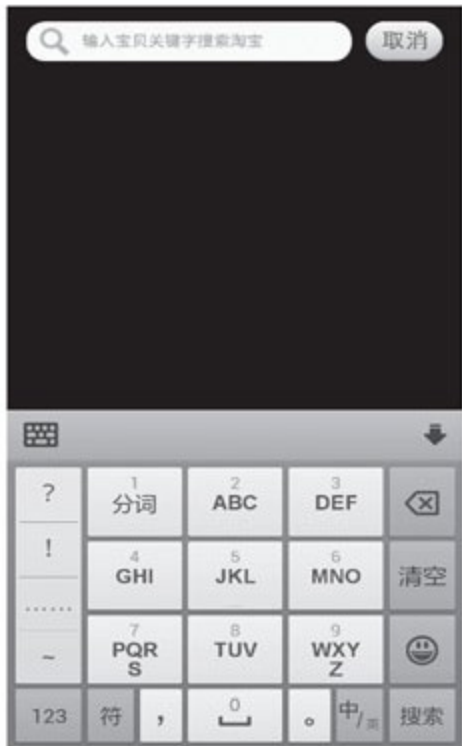 输入宝贝关键字搜索淘宝 取消
? 1 2 3
分词 ABC DEF
! 4 5 6
GHI JKL MNO 清空
…… 7 8 9
PQR TUV WXY
~ S Z
123 符 , 0 。 中/英 搜索